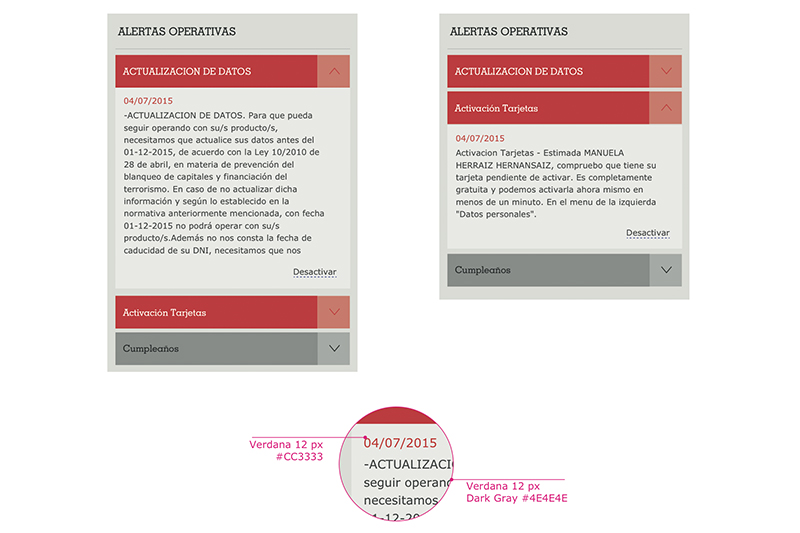 ALERTAS OPERATIVAS
ACTUALIZACION DE DATOS
04/07/2015
-ACTUALIZACION DE DATOS. Para que pueda
seguir operando con su/s producto/s,
necesitamos que actualice sus datos antes del
01-12-2015, de acuerdo con la Ley 10/2010 de
28 de abril, en materia de prevención del
blanqueo de capitales y financiación del
terrorismo. En caso de no actualizar dicha
información y según lo establecido en la
normativa anteriormente mencionada, con fecha
01-12-2015 no podrá operar con su/s
producto/s.Además no nos consta la fecha de
caducidad de su DNI, necesitamos que nos
Desactivar
Activación Tarjetas
Cumpleaños
ALERTAS OPERATIVAS
ACTUALIZACION DE DATOS
Activación Tarjetas
04/07/2015
Activacion Tarjetas - Estimada MANUELA
HERRAIZ HERNANSAIZ, compruebo que tiene su
tarjeta pendiente de activar. Es completamente
gratuita y podemos activarla ahora mismo en
menos de un minuto. En el menu de la izquierda
"Datos personales".
Desactivar
Cumpleaños
Verdana 12 px
#CC3333
04/07/2015
-ACTUALIZACI
seguir operand
necesitamos
01-12-20
Verdana 12 px
Dark Gray #4E4E4E